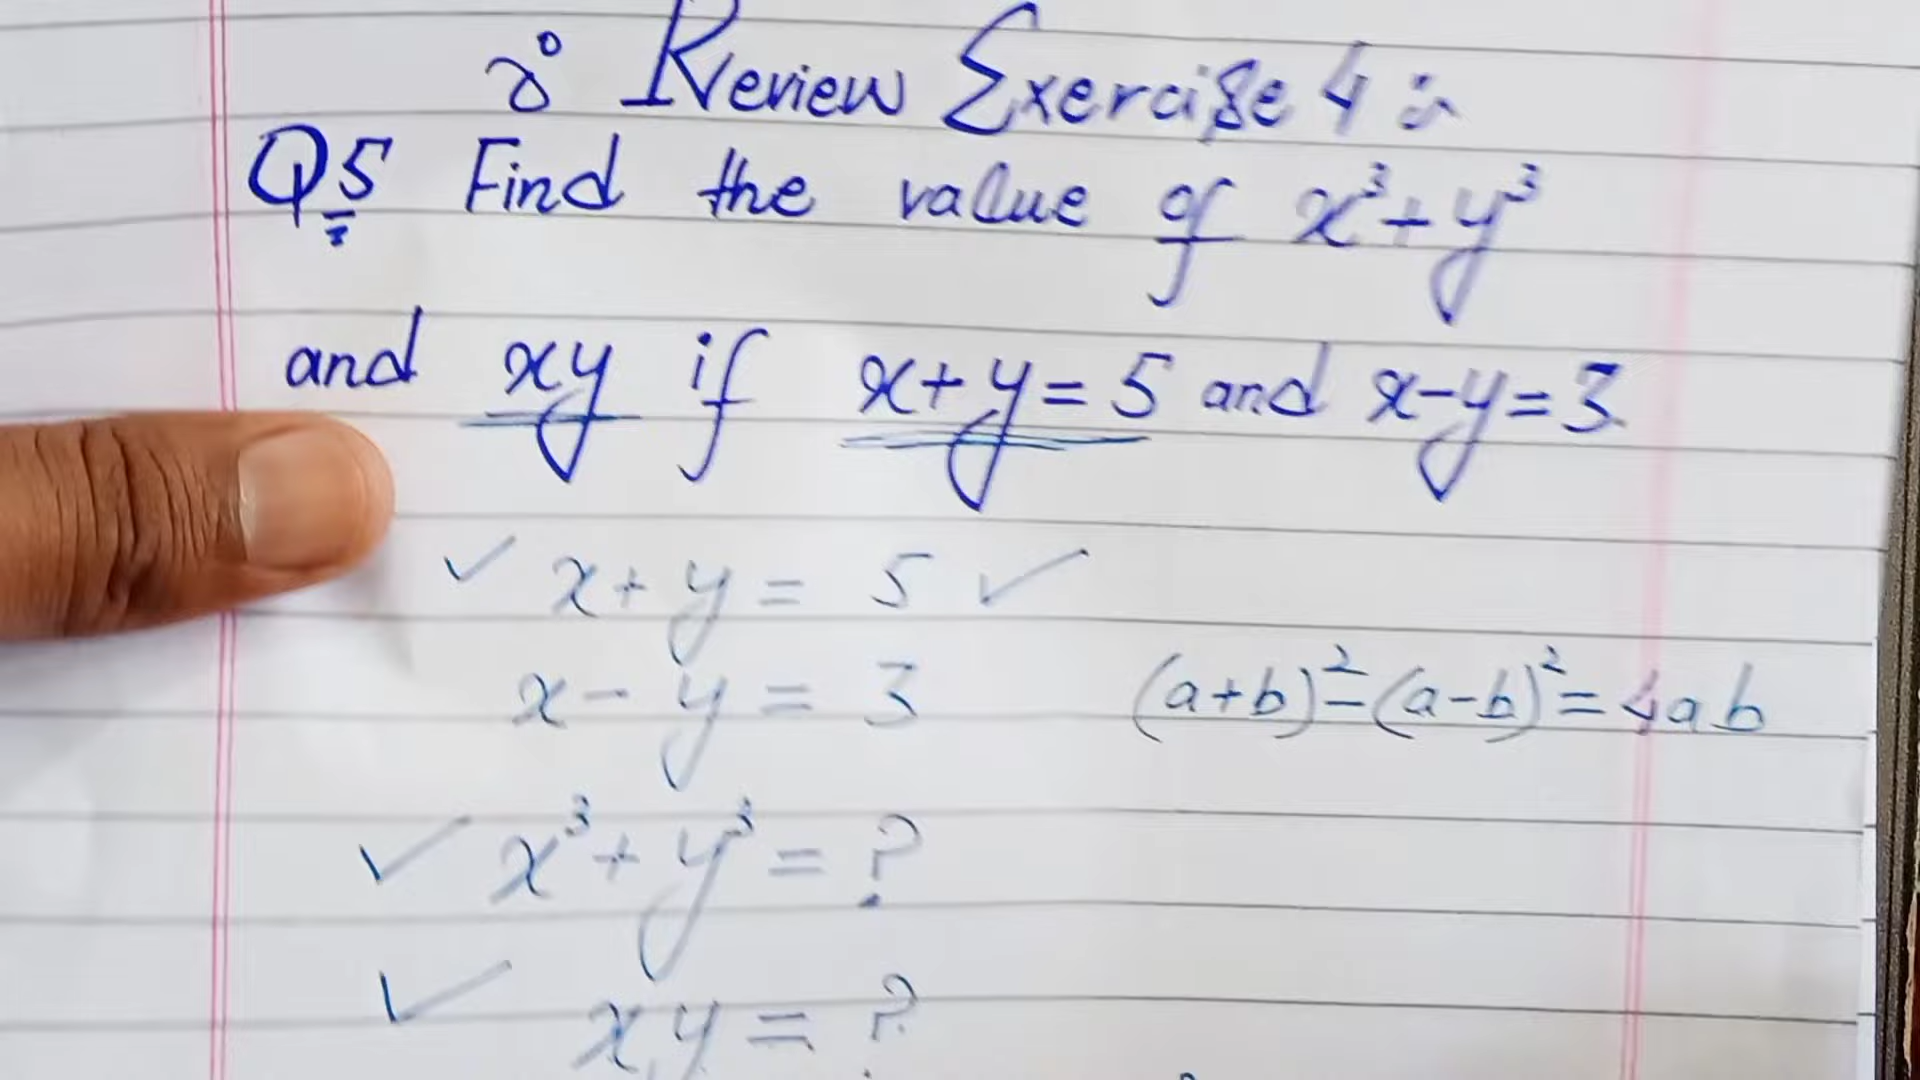 Review Exercise 4
Q5 Find the value of x³+y³
and xy if x+y=5 and x-y=3
✓ x+y = 5 ✓
x-y = 3
(a+b)²-(a-b)²=4ab
✓ x³+y³=?
✓ xy=?